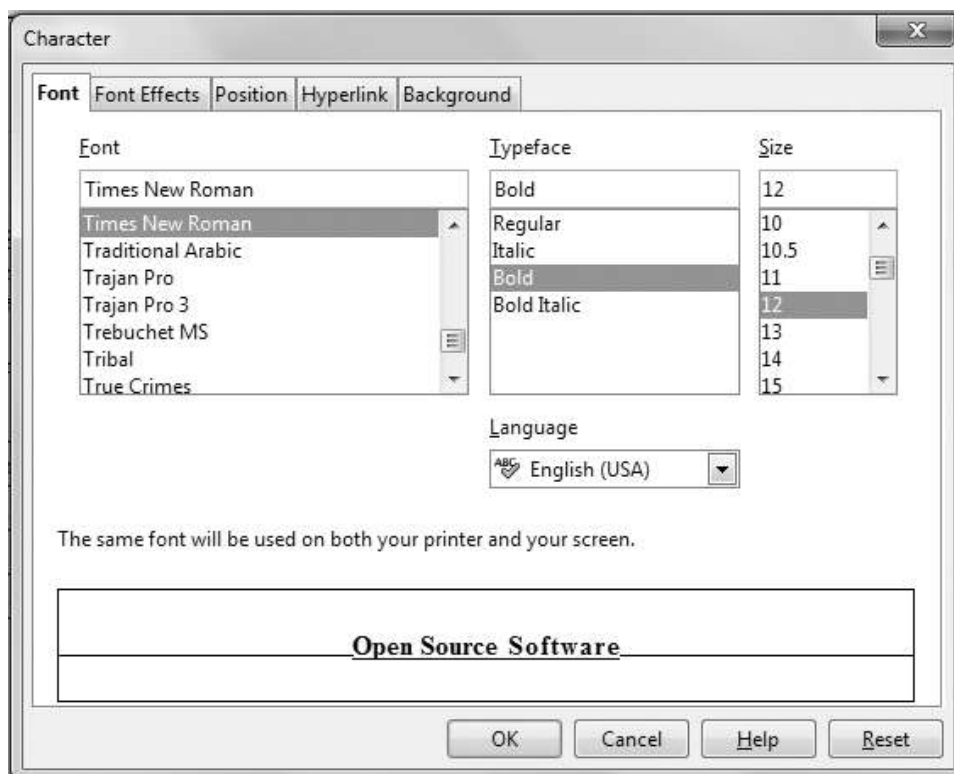 Character
X
Font Font Effects Position Hyperlink Background
Font Typeface Size
Times New Roman Bold 12
Times New Roman Regular 10
Traditional Arabic Italic 10.5
Trajan Pro Bold 11
Trajan Pro 3 Bold Italic 12
Trebuchet MS 13
Tribal 14
True Crimes 15
Language
ABC English (USA)
The same font will be used on both your printer and your screen.
Open Source Software
OK Cancel Help Reset